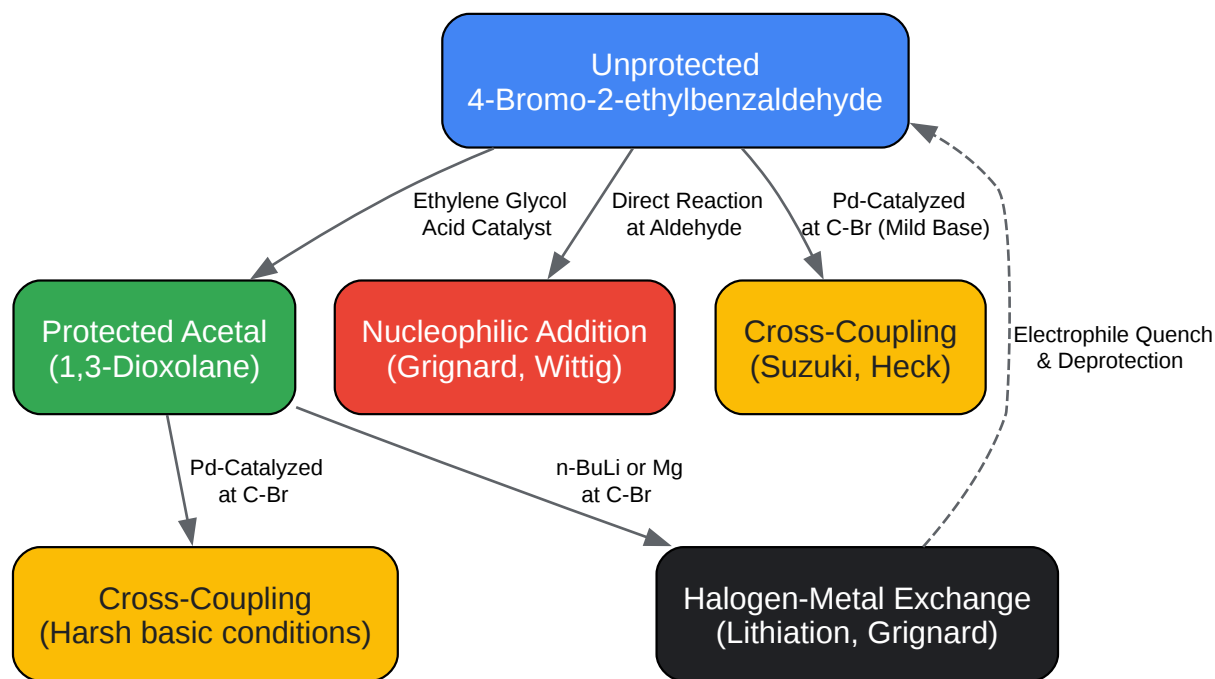 Unprotected
4-Bromo-2-ethylbenzaldehyde
Ethylene Glycol
Acid Catalyst
Direct Reaction
at Aldehyde
Pd-Catalyzed
at C-Br (Mild Base)
Protected Acetal
(1,3-Dioxolane)
Nucleophilic Addition
(Grignard, Wittig)
Cross-Coupling
(Suzuki, Heck)
Electrophile Quench
& Deprotection
Pd-Catalyzed
at C-Br
n-BuLi or Mg
at C-Br
Cross-Coupling
(Harsh basic conditions)
Halogen-Metal Exchange
(Lithiation, Grignard)